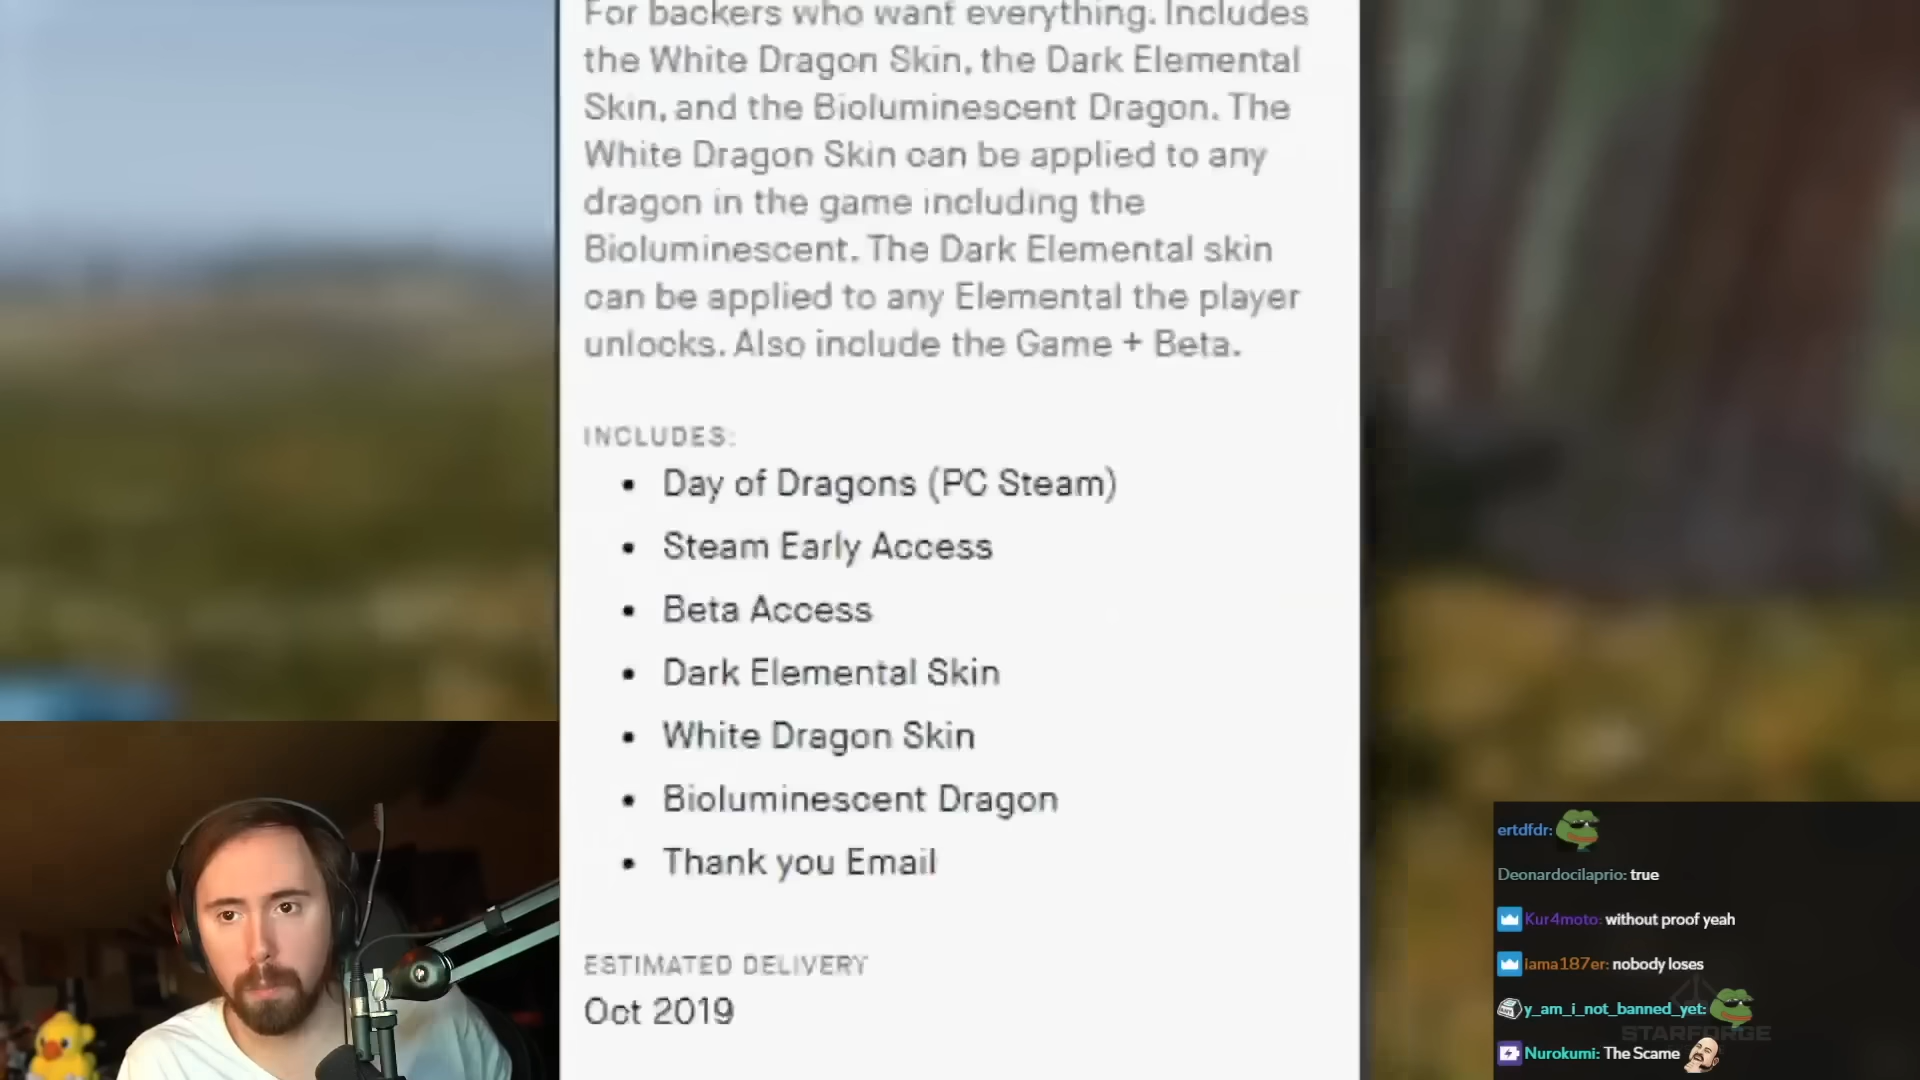 For backers who want everything. Includes
the White Dragon Skin, the Dark Elemental
Skin, and the Bioluminescent Dragon. The
White Dragon Skin can be applied to any
dragon in the game including the
Bioluminescent. The Dark Elemental skin
can be applied to any Elemental the player
unlocks. Also include the Game + Beta.
INCLUDES:
• Day of Dragons (PC Steam)
• Steam Early Access
• Beta Access
• Dark Elemental Skin
• White Dragon Skin
• Bioluminescent Dragon
• Thank you Email
ESTIMATED DELIVERY
Oct 2019
ertdfdr:
Deonardocilaprio: true
Kur4moto: without proof yeah
iama187er: nobody loses
y_am_i_not_banned_yet:
STARFORGE
Nurokumi: The Scame